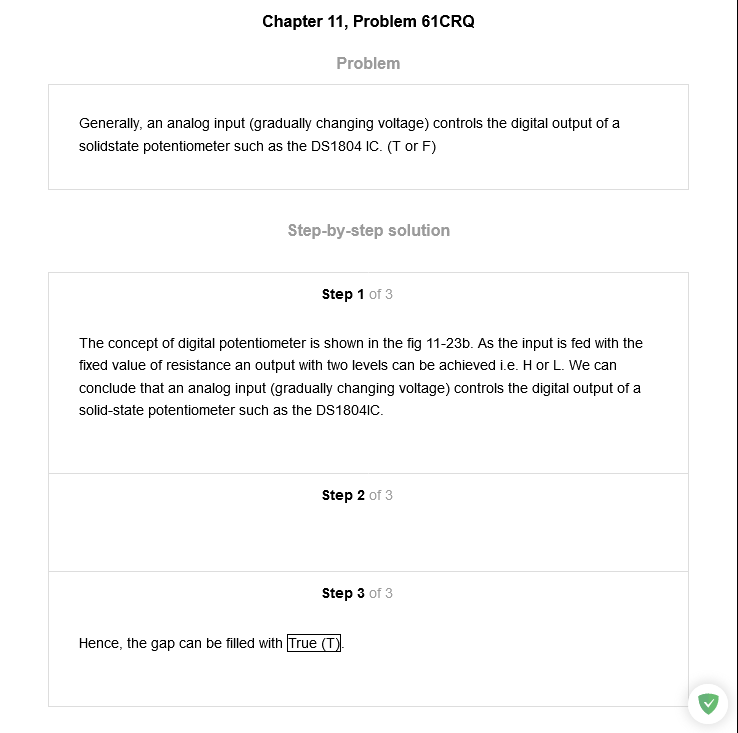 Chapter 11, Problem 61CRQ
Problem
Generally, an analog input (gradually changing voltage) controls the digital output of a
solidstate potentiometer such as the DS1804 IC. (T or F)
Step-by-step solution
Step 1 of 3
The concept of digital potentiometer is shown in the fig 11-23b. As the input is fed with the
fixed value of resistance an output with two levels can be achieved i.e. H or L. We can
conclude that an analog input (gradually changing voltage) controls the digital output of a
solid-state potentiometer such as the DS1804IC.
Step 2 of 3
Step 3 of 3
Hence, the gap can be filled with True (T).